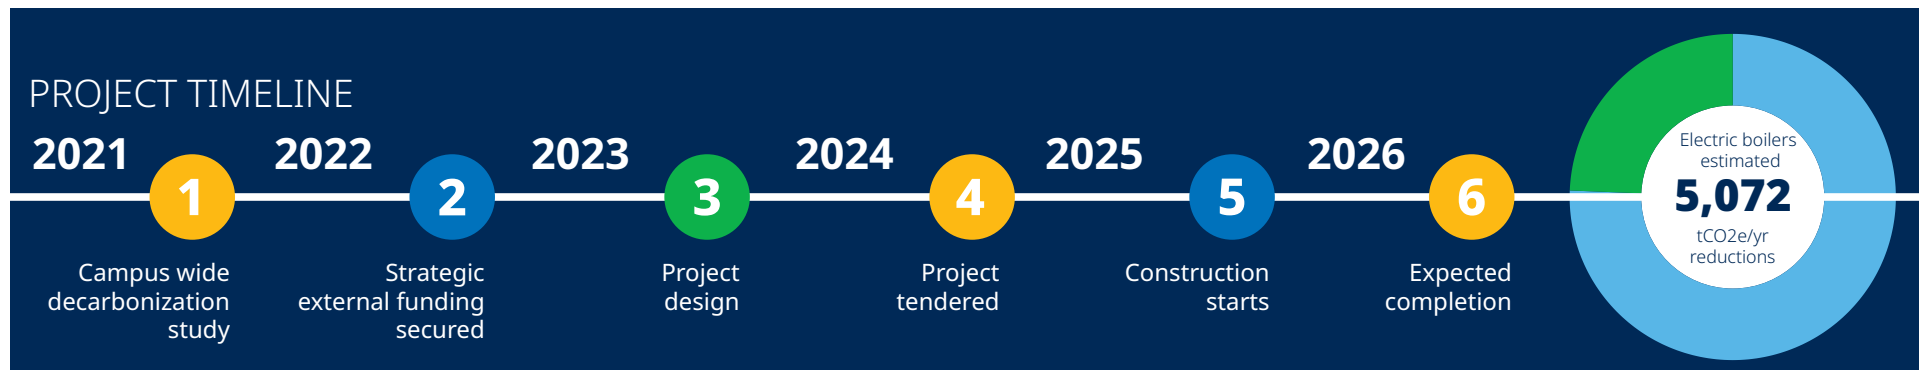 PROJECT TIMELINE
2021
1
Campus wide
decarbonization
study
2022
2
Strategic
external funding
secured
2023
3
Project
design
2024
4
Project
tendered
2025
5
Construction
starts
2026
6
Expected
completion
Electric boilers
estimated
5,072
tCO2e/yr
reductions